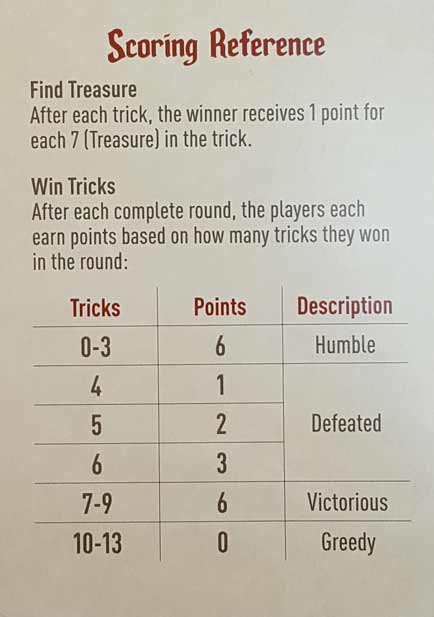 Scoring Reference
Find Treasure
After each trick, the winner receives 1 point for
each 7 (Treasure) in the trick.
Win Tricks
After each complete round, the players each
earn points based on how many tricks they won
in the round:
Tricks Points Description
0-3 6 Humble
4 1
5 2 Defeated
6 3
7-9 6 Victorious
10-13 0 Greedy